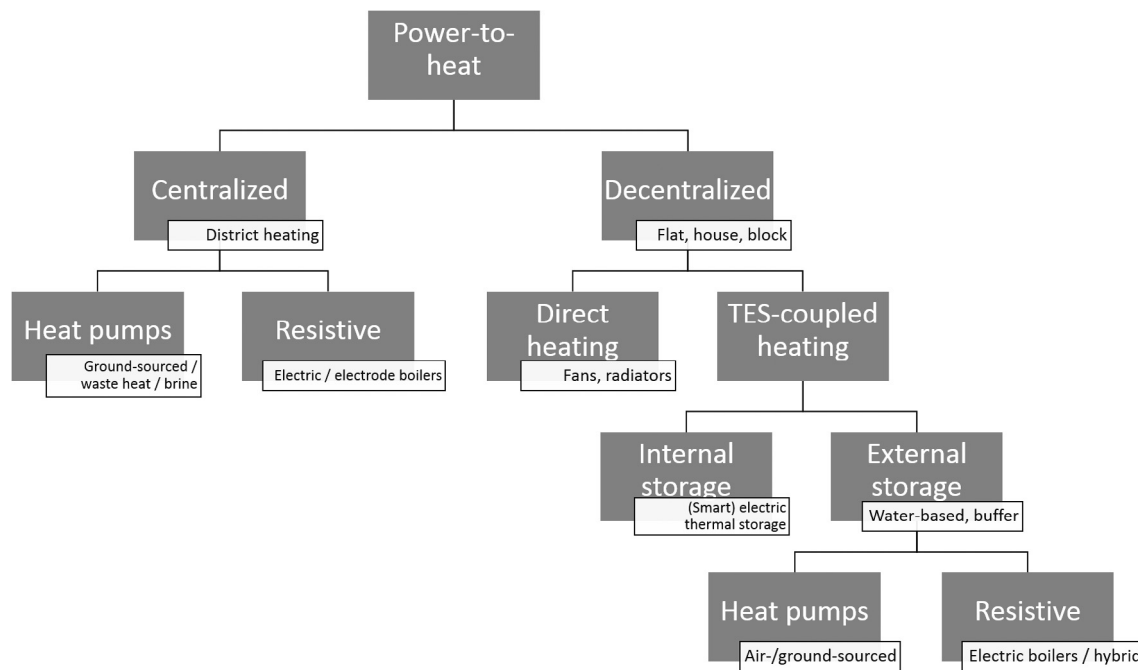 Power-to-
heat
Centralized
District heating
Decentralized
Flat, house, block
Heat pumps
Ground-sourced /
waste heat / brine
Resistive
Electric / electrode boilers
Direct
heating
Fans, radiators
TES-coupled
heating
Internal
storage
(Smart) electric
thermal storage
External
storage
Water-based, buffer
Heat pumps
Air-/ground-sourced
Resistive
Electric boilers / hybrid